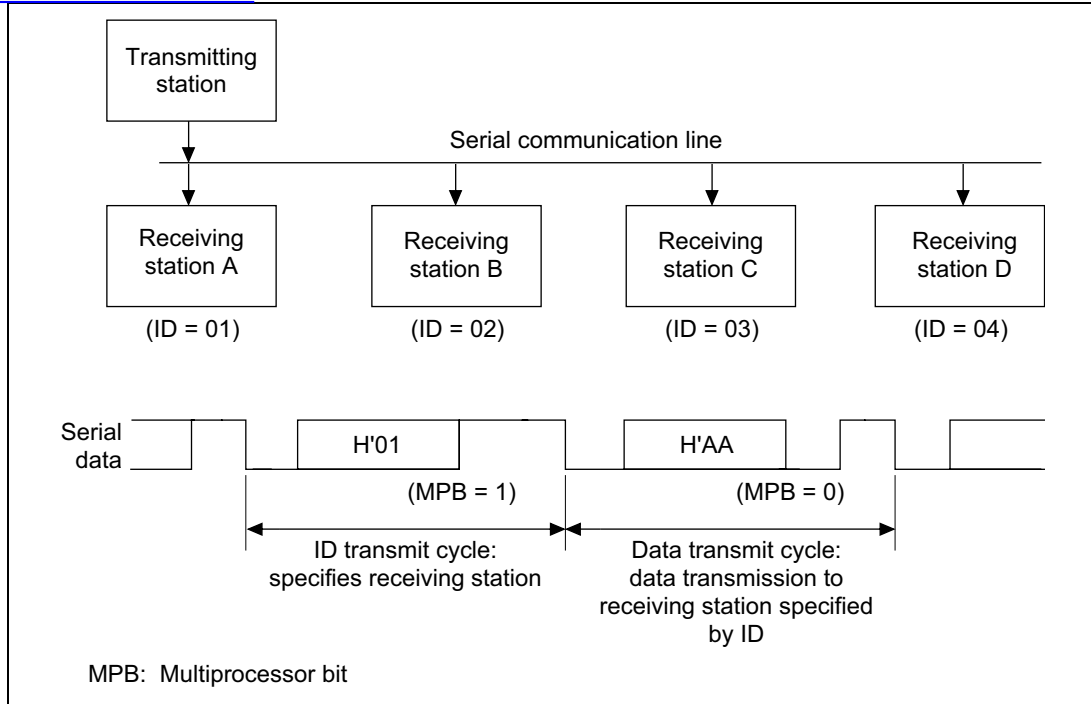 Transmitting
station
Serial communication line
Receiving
station A
Receiving
station B
Receiving
station C
Receiving
station D
(ID = 01)
(ID = 02)
(ID = 03)
(ID = 04)
Serial
data
H'01
H'AA
(MPB = 1)
(MPB = 0)
ID transmit cycle:
specifies receiving station
Data transmit cycle:
data transmission to
receiving station specified
by ID
MPB: Multiprocessor bit